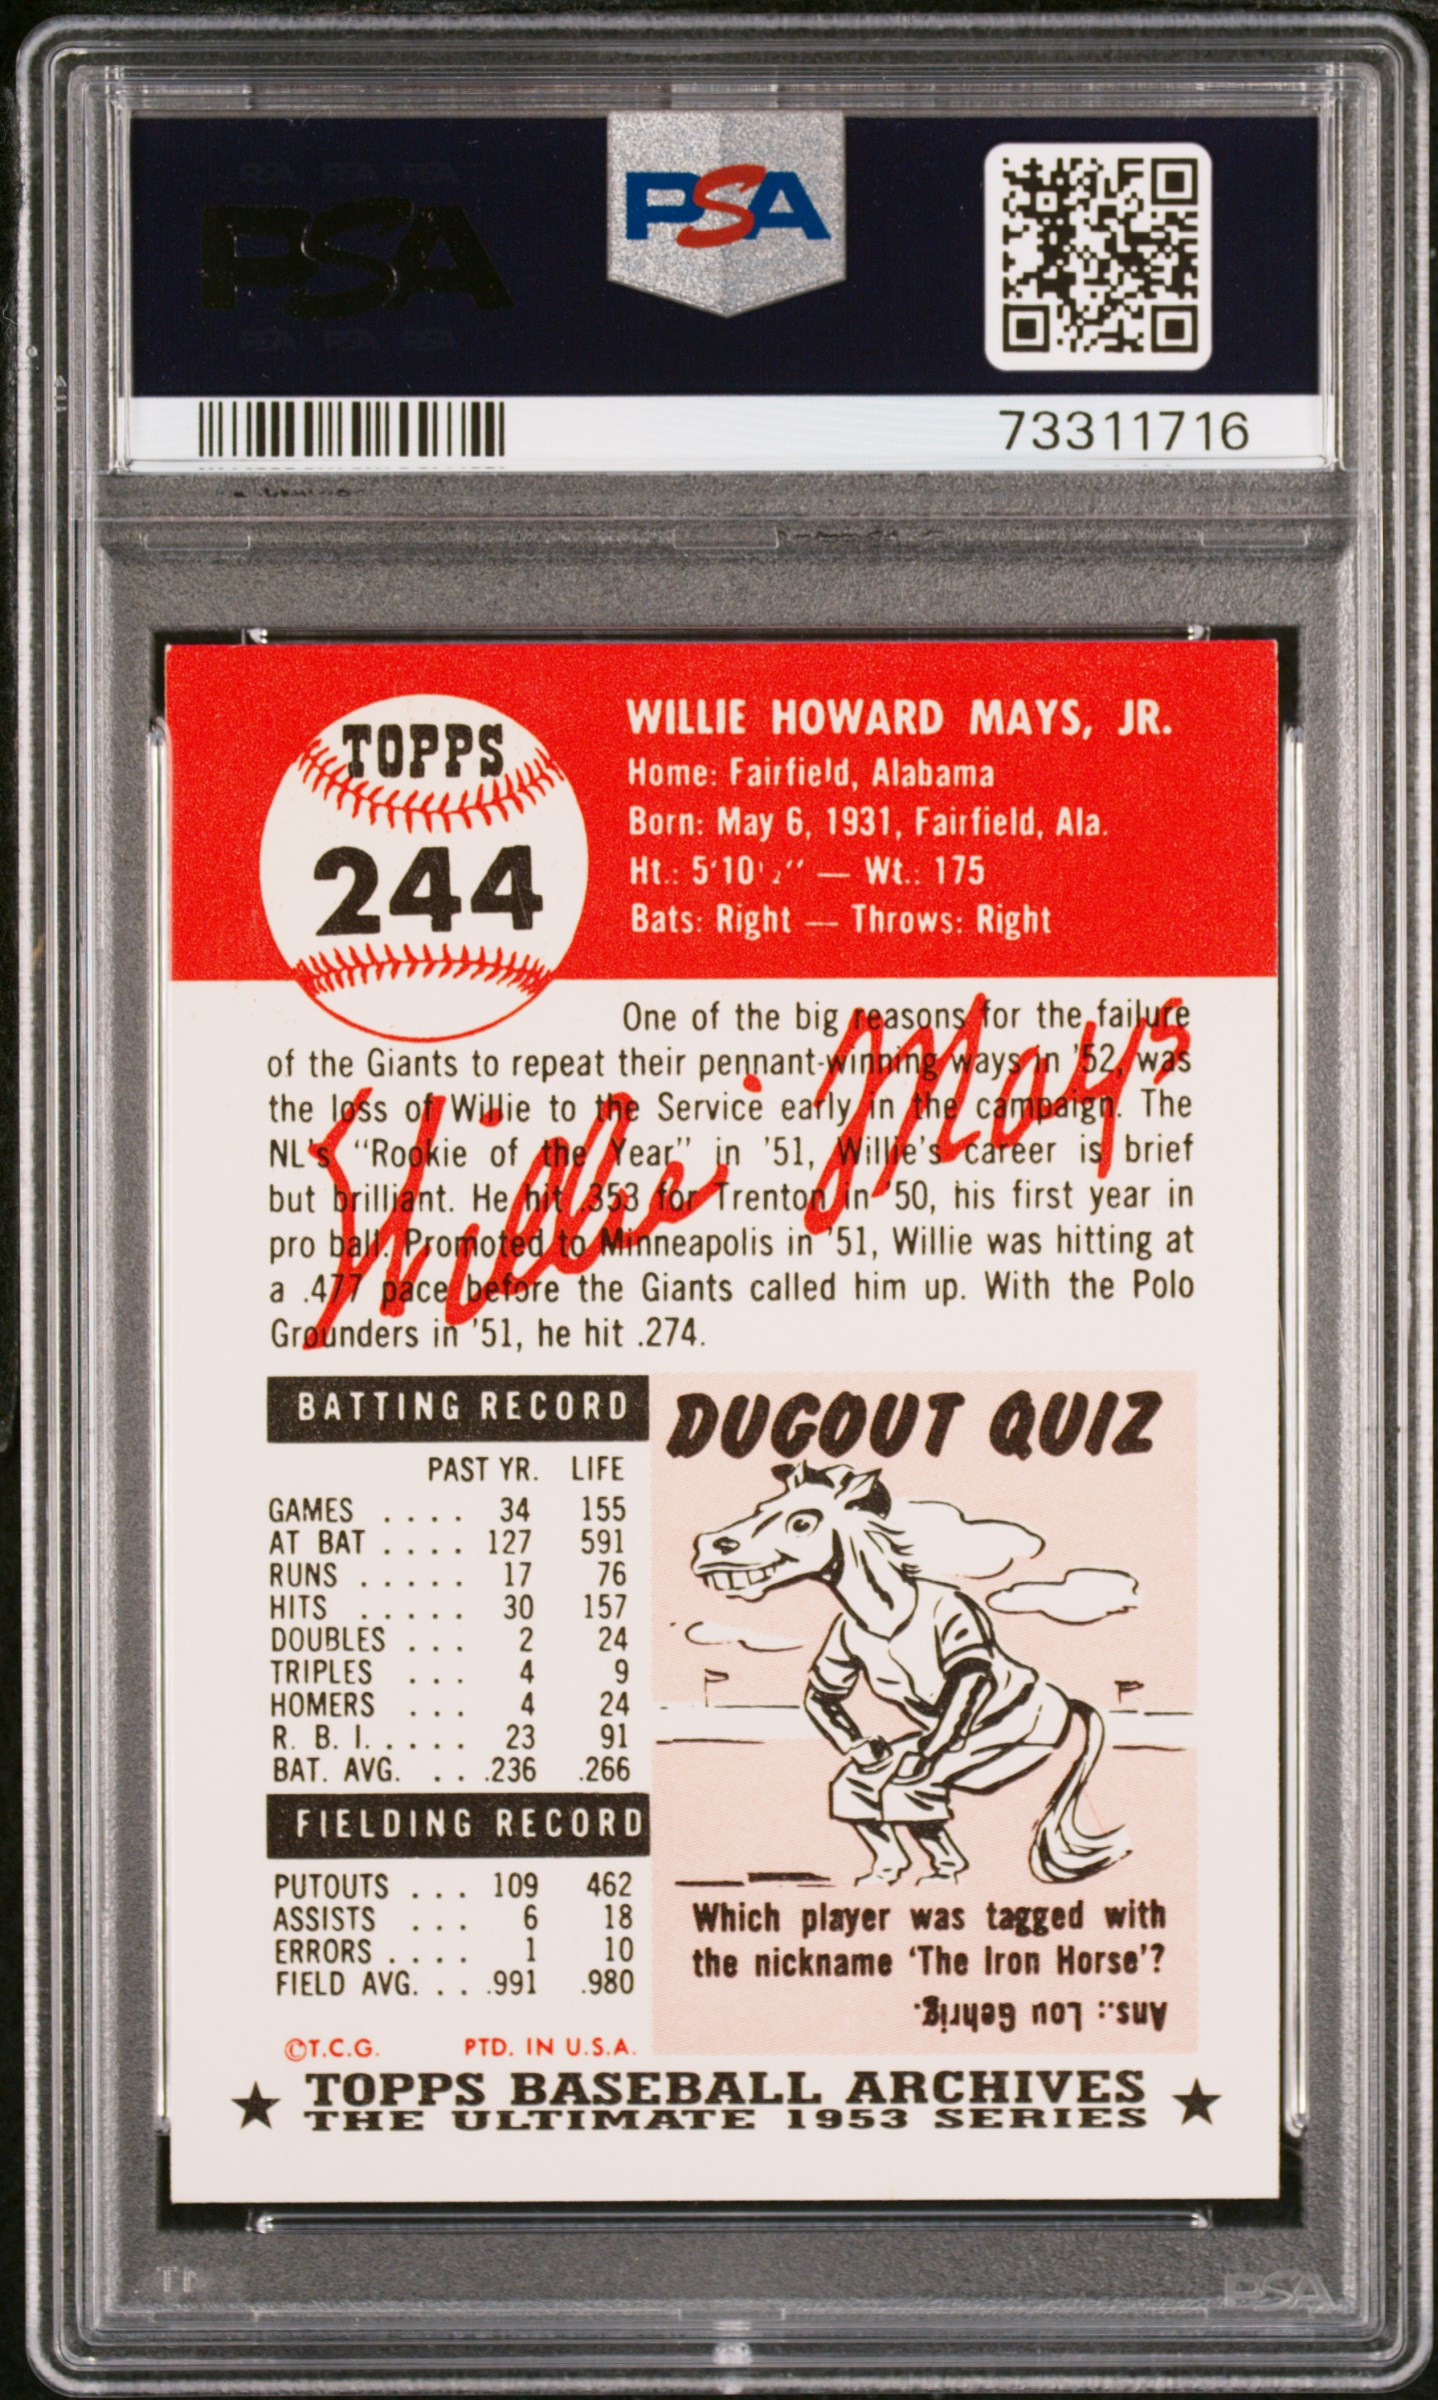 PSA PSA PSA
PSA
PSA PSA PSA
PSA
73311716
TOPPS
244
WILLIE HOWARD MAYS, JR.
Home: Fairfield, Alabama
Born: May 6, 1931, Fairfield, Ala.
Ht.: 5'10½" — Wt.: 175
Bats: Right — Throws: Right
One of the big reasons for the failure
of the Giants to repeat their pennant-winning ways in '52, was
the loss of Willie to the Service early in the campaign. The
NL's "Rookie of the Year" in '51, Willie's career is brief
but brilliant. He hit .353 for Trenton in '50, his first year in
pro ball. Promoted to Minneapolis in '51, Willie was hitting at
a .477 pace before the Giants called him up. With the Polo
Grounders in '51, he hit .274.
Willie Mays
BATTING RECORD
PAST YR. LIFE
GAMES .... 34 155
AT BAT .... 127 591
RUNS ..... 17 76
HITS ..... 30 157
DOUBLES ... 2 24
TRIPLES ... 4 9
HOMERS ... 4 24
R. B. I. .... 23 91
BAT. AVG. ... .236 .266
FIELDING RECORD
PUTOUTS ... 109 462
ASSISTS ... 6 18
ERRORS .... 1 10
FIELD AVG. ... .991 .980
©T.C.G. PTD. IN U.S.A.
DUGOUT QUIZ
Which player was tagged with
the nickname 'The Iron Horse'?
Ans.: Lou Gehrig.
TOPPS BASEBALL ARCHIVES
THE ULTIMATE 1953 SERIES
PSA